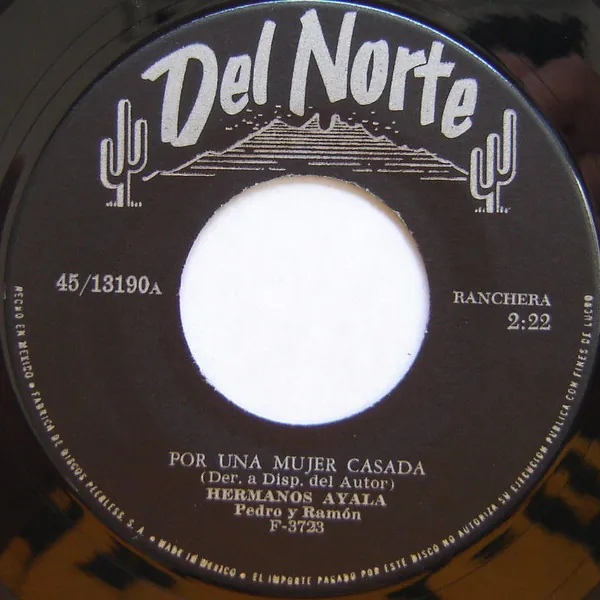 Del Norte
45/13190A
RANCHERA
2:22
POR UNA MUJER CASADA
(Der. a Disp. del Autor)
HERMANOS AYALA
Pedro y Ramón
F-3723
HECHO EN MEXICO • FABRICA DE DISCOS PEERLESS, S. A. • MADE IN MEXICO • EL IMPORTE PAGADO POR ESTE DISCO NO AUTORIZA SU EJECUCION PUBLICA CON FINES DE LUCRO